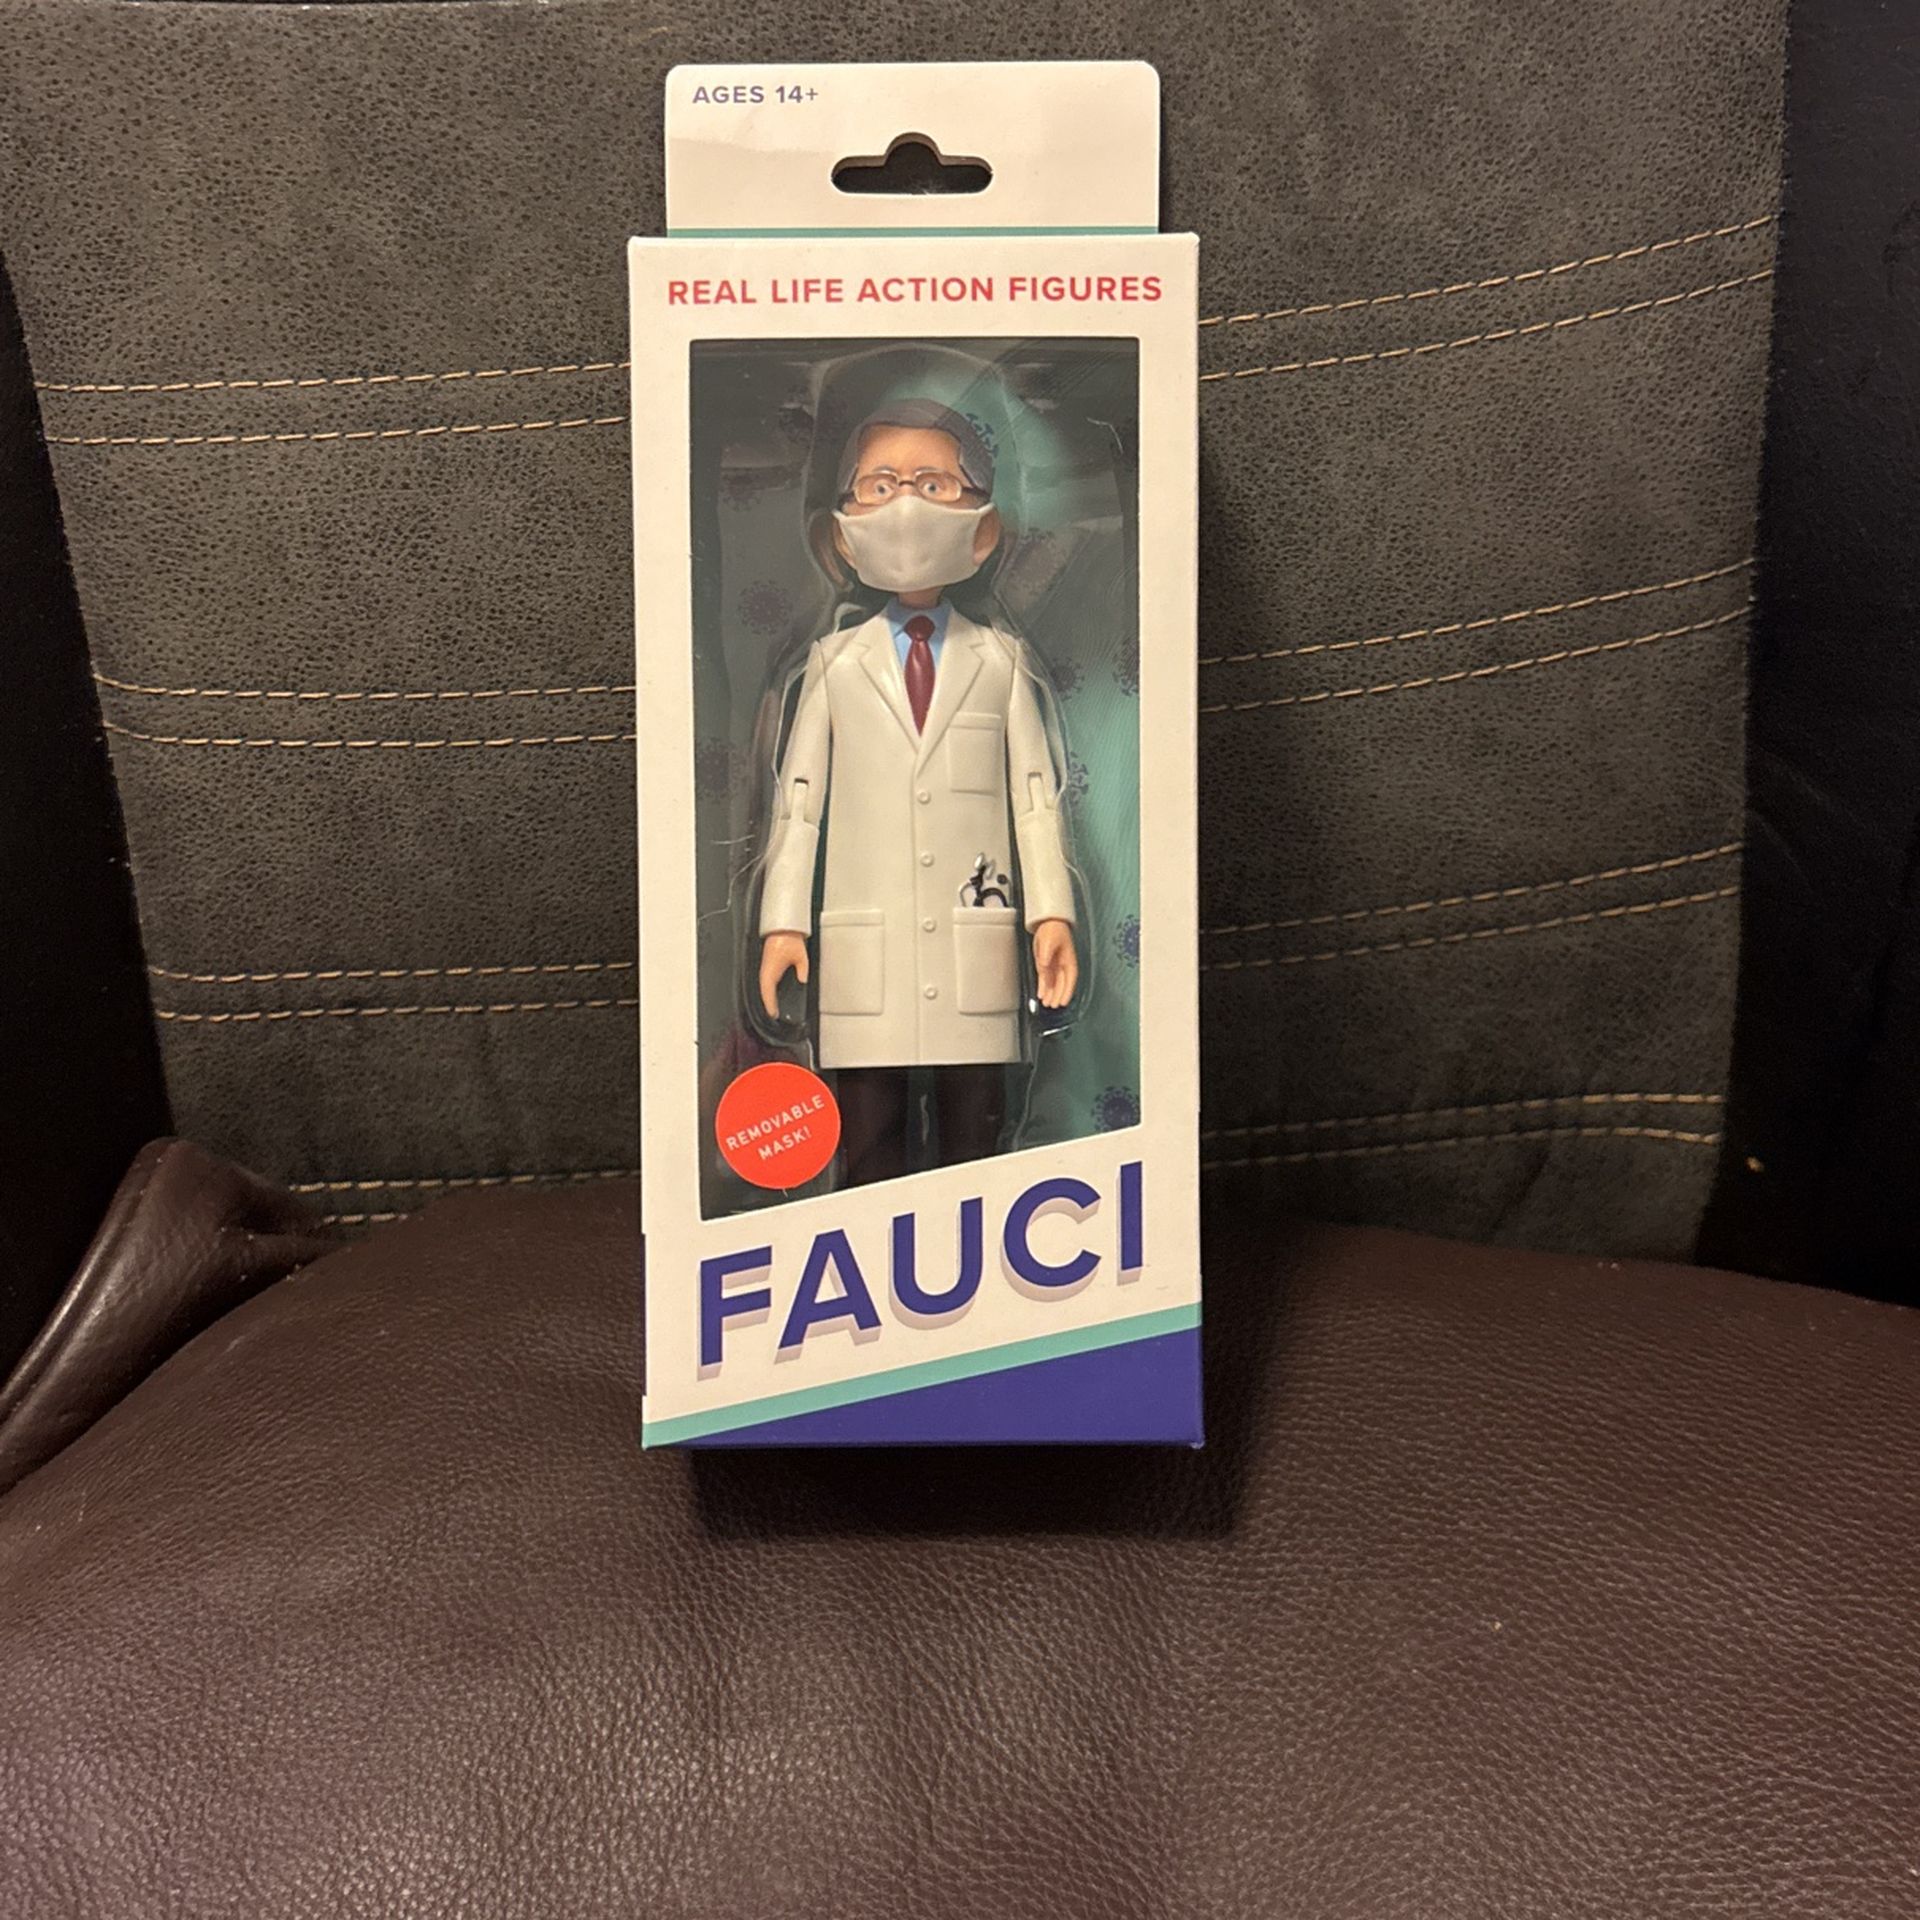 AGES 14+
REAL LIFE ACTION FIGURES
REMOVABLE
MASK!
FAUCI